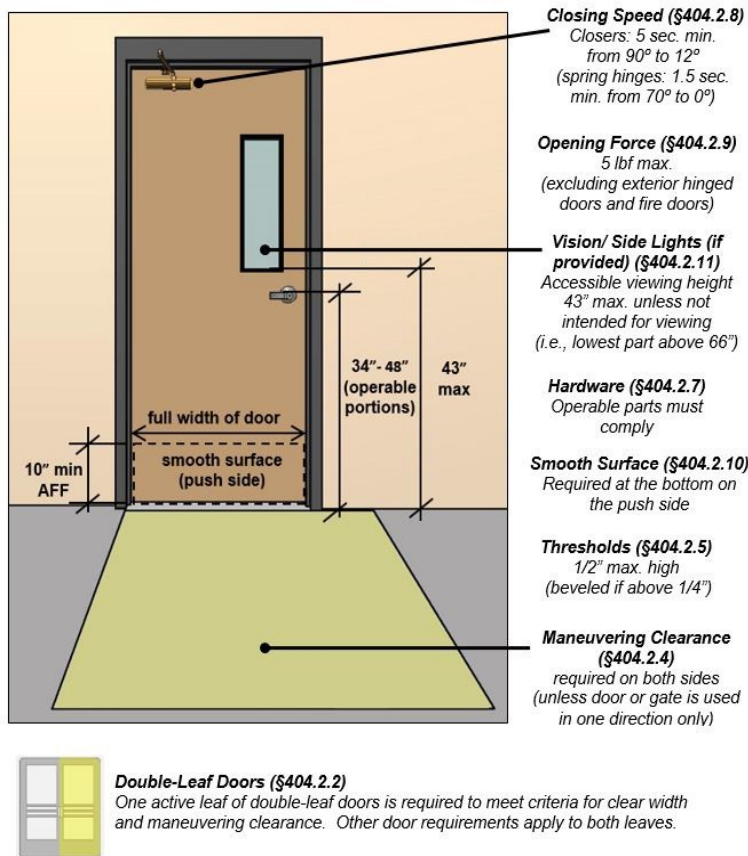 Closing Speed (§404.2.8)
Closers: 5 sec. min.
from 90º to 12º
(spring hinges: 1.5 sec.
min. from 70º to 0º)
Opening Force (§404.2.9)
5 lbf max.
(excluding exterior hinged
doors and fire doors)
Vision/ Side Lights (if
provided) (§404.2.11)
Accessible viewing height
43” max. unless not
intended for viewing
(i.e., lowest part above 66”)
Hardware (§404.2.7)
Operable parts must
comply
Smooth Surface (§404.2.10)
Required at the bottom on
the push side
Thresholds (§404.2.5)
1/2” max. high
(beveled if above 1/4”)
Maneuvering Clearance
(§404.2.4)
required on both sides
(unless door or gate is used
in one direction only)
34”- 48”
(operable
portions)
43”
max
full width of door
smooth surface
(push side)
10” min
AFF
Double-Leaf Doors (§404.2.2)
One active leaf of double-leaf doors is required to meet criteria for clear width
and maneuvering clearance. Other door requirements apply to both leaves.